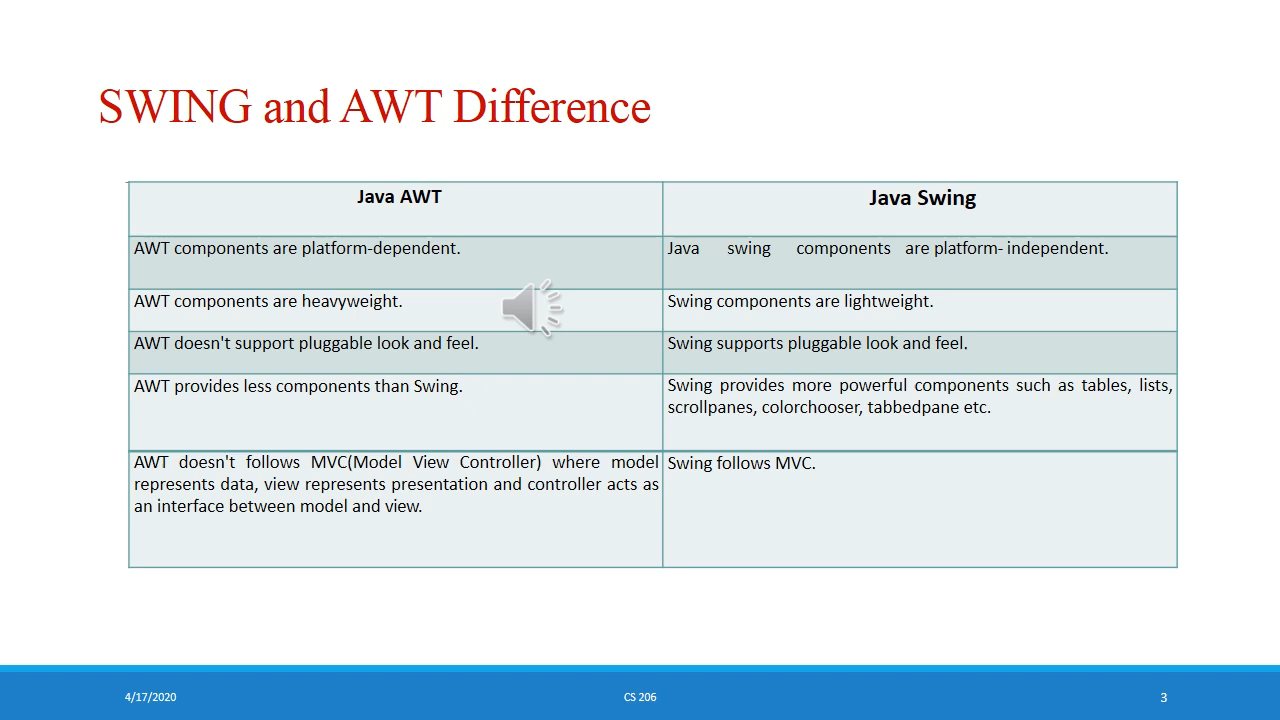 SWING and AWT Difference
Java AWT
Java Swing
AWT components are platform-dependent.
Java swing components are platform- independent.
AWT components are heavyweight.
Swing components are lightweight.
AWT doesn't support pluggable look and feel.
Swing supports pluggable look and feel.
AWT provides less components than Swing.
Swing provides more powerful components such as tables, lists,
scrollpanes, colorchooser, tabbedpane etc.
AWT doesn't follows MVC(Model View Controller) where model
represents data, view represents presentation and controller acts as
an interface between model and view.
Swing follows MVC.
4/17/2020
CS 206
3